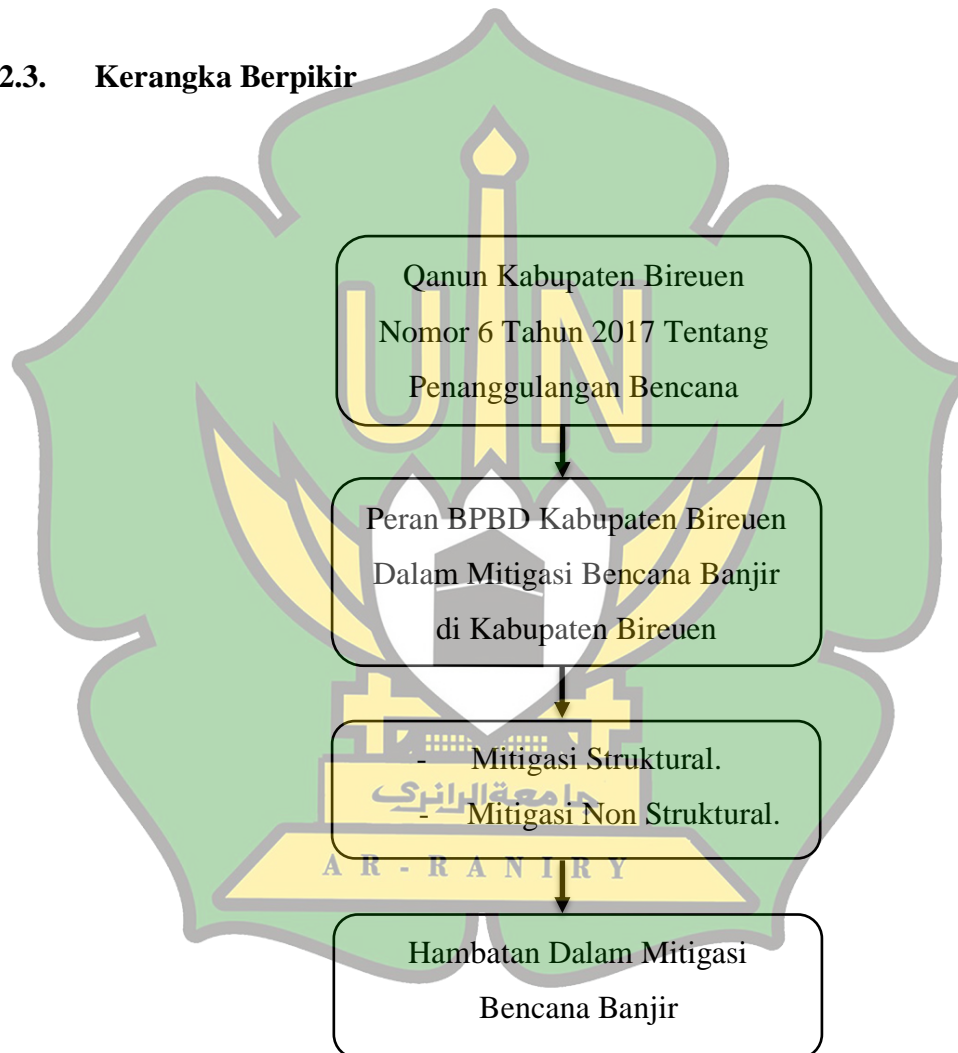 2.3. Kerangka Berpikir
UIN
Qanun Kabupaten Bireuen
Nomor 6 Tahun 2017 Tentang
Penanggulangan Bencana
Peran BPBD Kabupaten Bireuen
Dalam Mitigasi Bencana Banjir
di Kabupaten Bireuen
- Mitigasi Struktural.
جامعة الرانري
- Mitigasi Non Struktural.
AR-RANIRY
Hambatan Dalam Mitigasi
Bencana Banjir